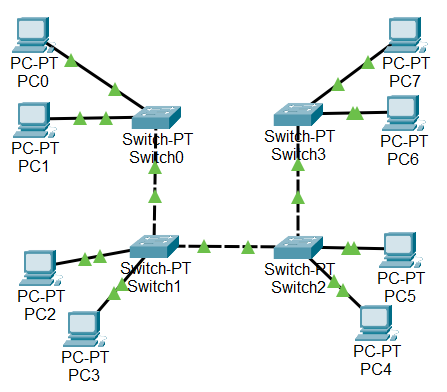 PC-PT
PC0
PC-PT
PC7
PC-PT
PC1
Switch-PT
Switch0
Switch-PT
Switch3
PC-PT
PC6
PC-PT
PC2
Switch-PT
Switch1
Switch-PT
Switch2
PC-PT
PC5
PC-PT
PC3
PC-PT
PC4